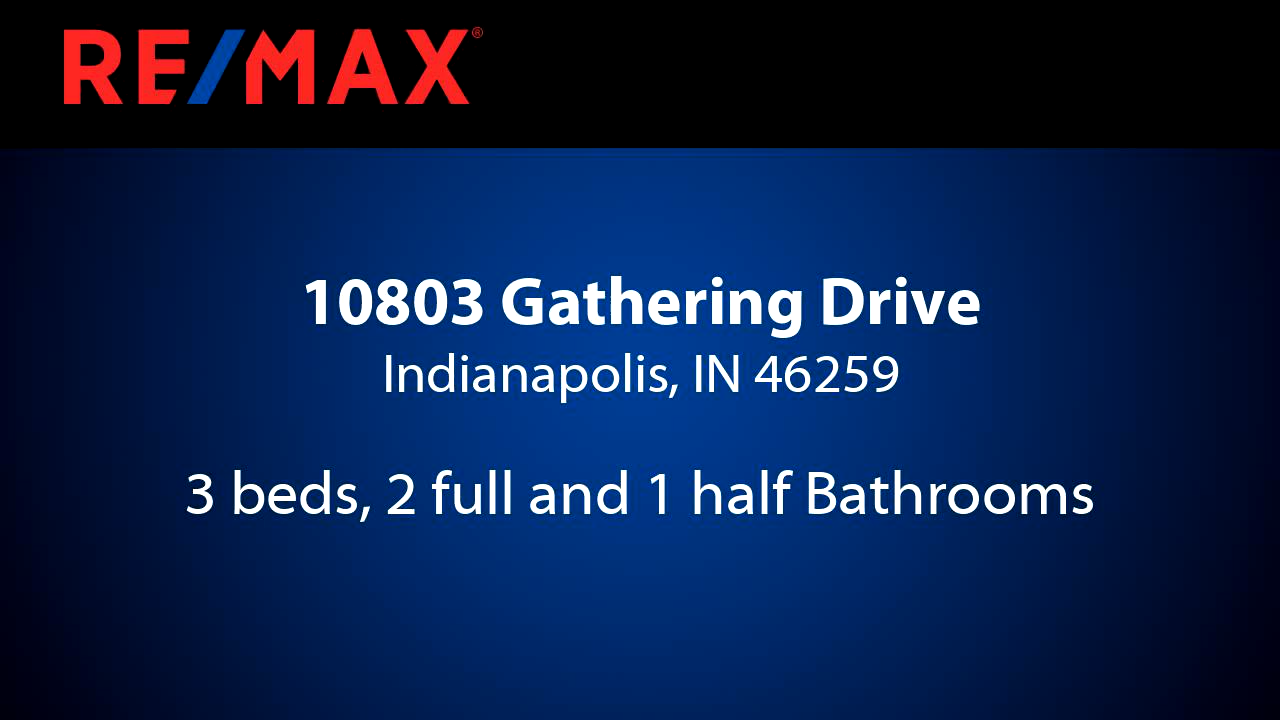 RE/MAX®
10803 Gathering Drive
Indianapolis, IN 46259
3 beds, 2 full and 1 half Bathrooms